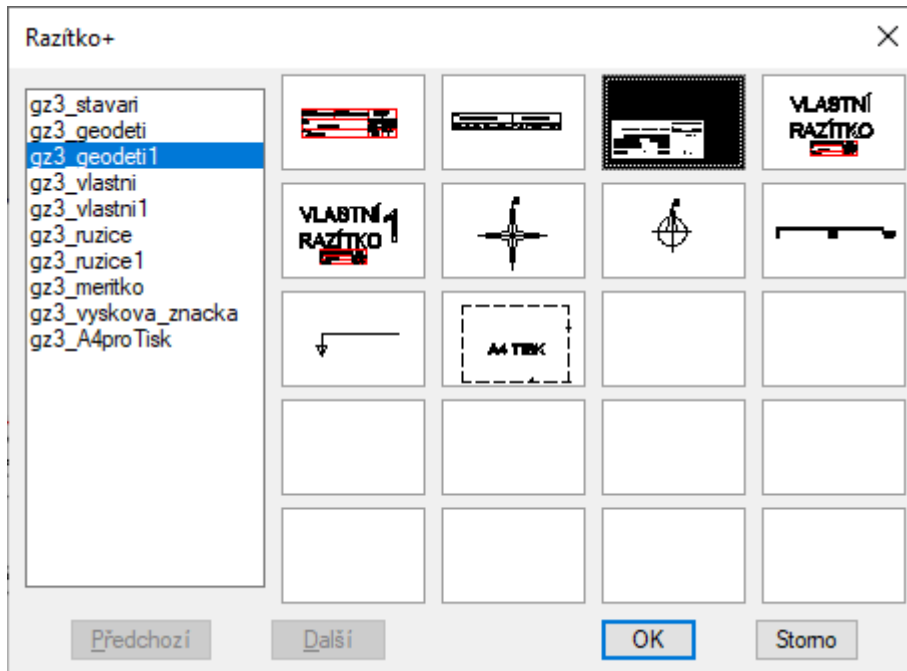 Razítko+
gz3_stavari
gz3_geodeti
gz3_geodeti1
gz3_vlastni
gz3_vlastni1
gz3_ruzice
gz3_ruzice1
gz3_meritko
gz3_vyskova_znacka
gz3_A4proTisk
VLASTNÍ
RAZÍTKO
VLASTNÍ 1
RAZÍTKO
A4 TISK
Předchozí
Další
OK
Storno